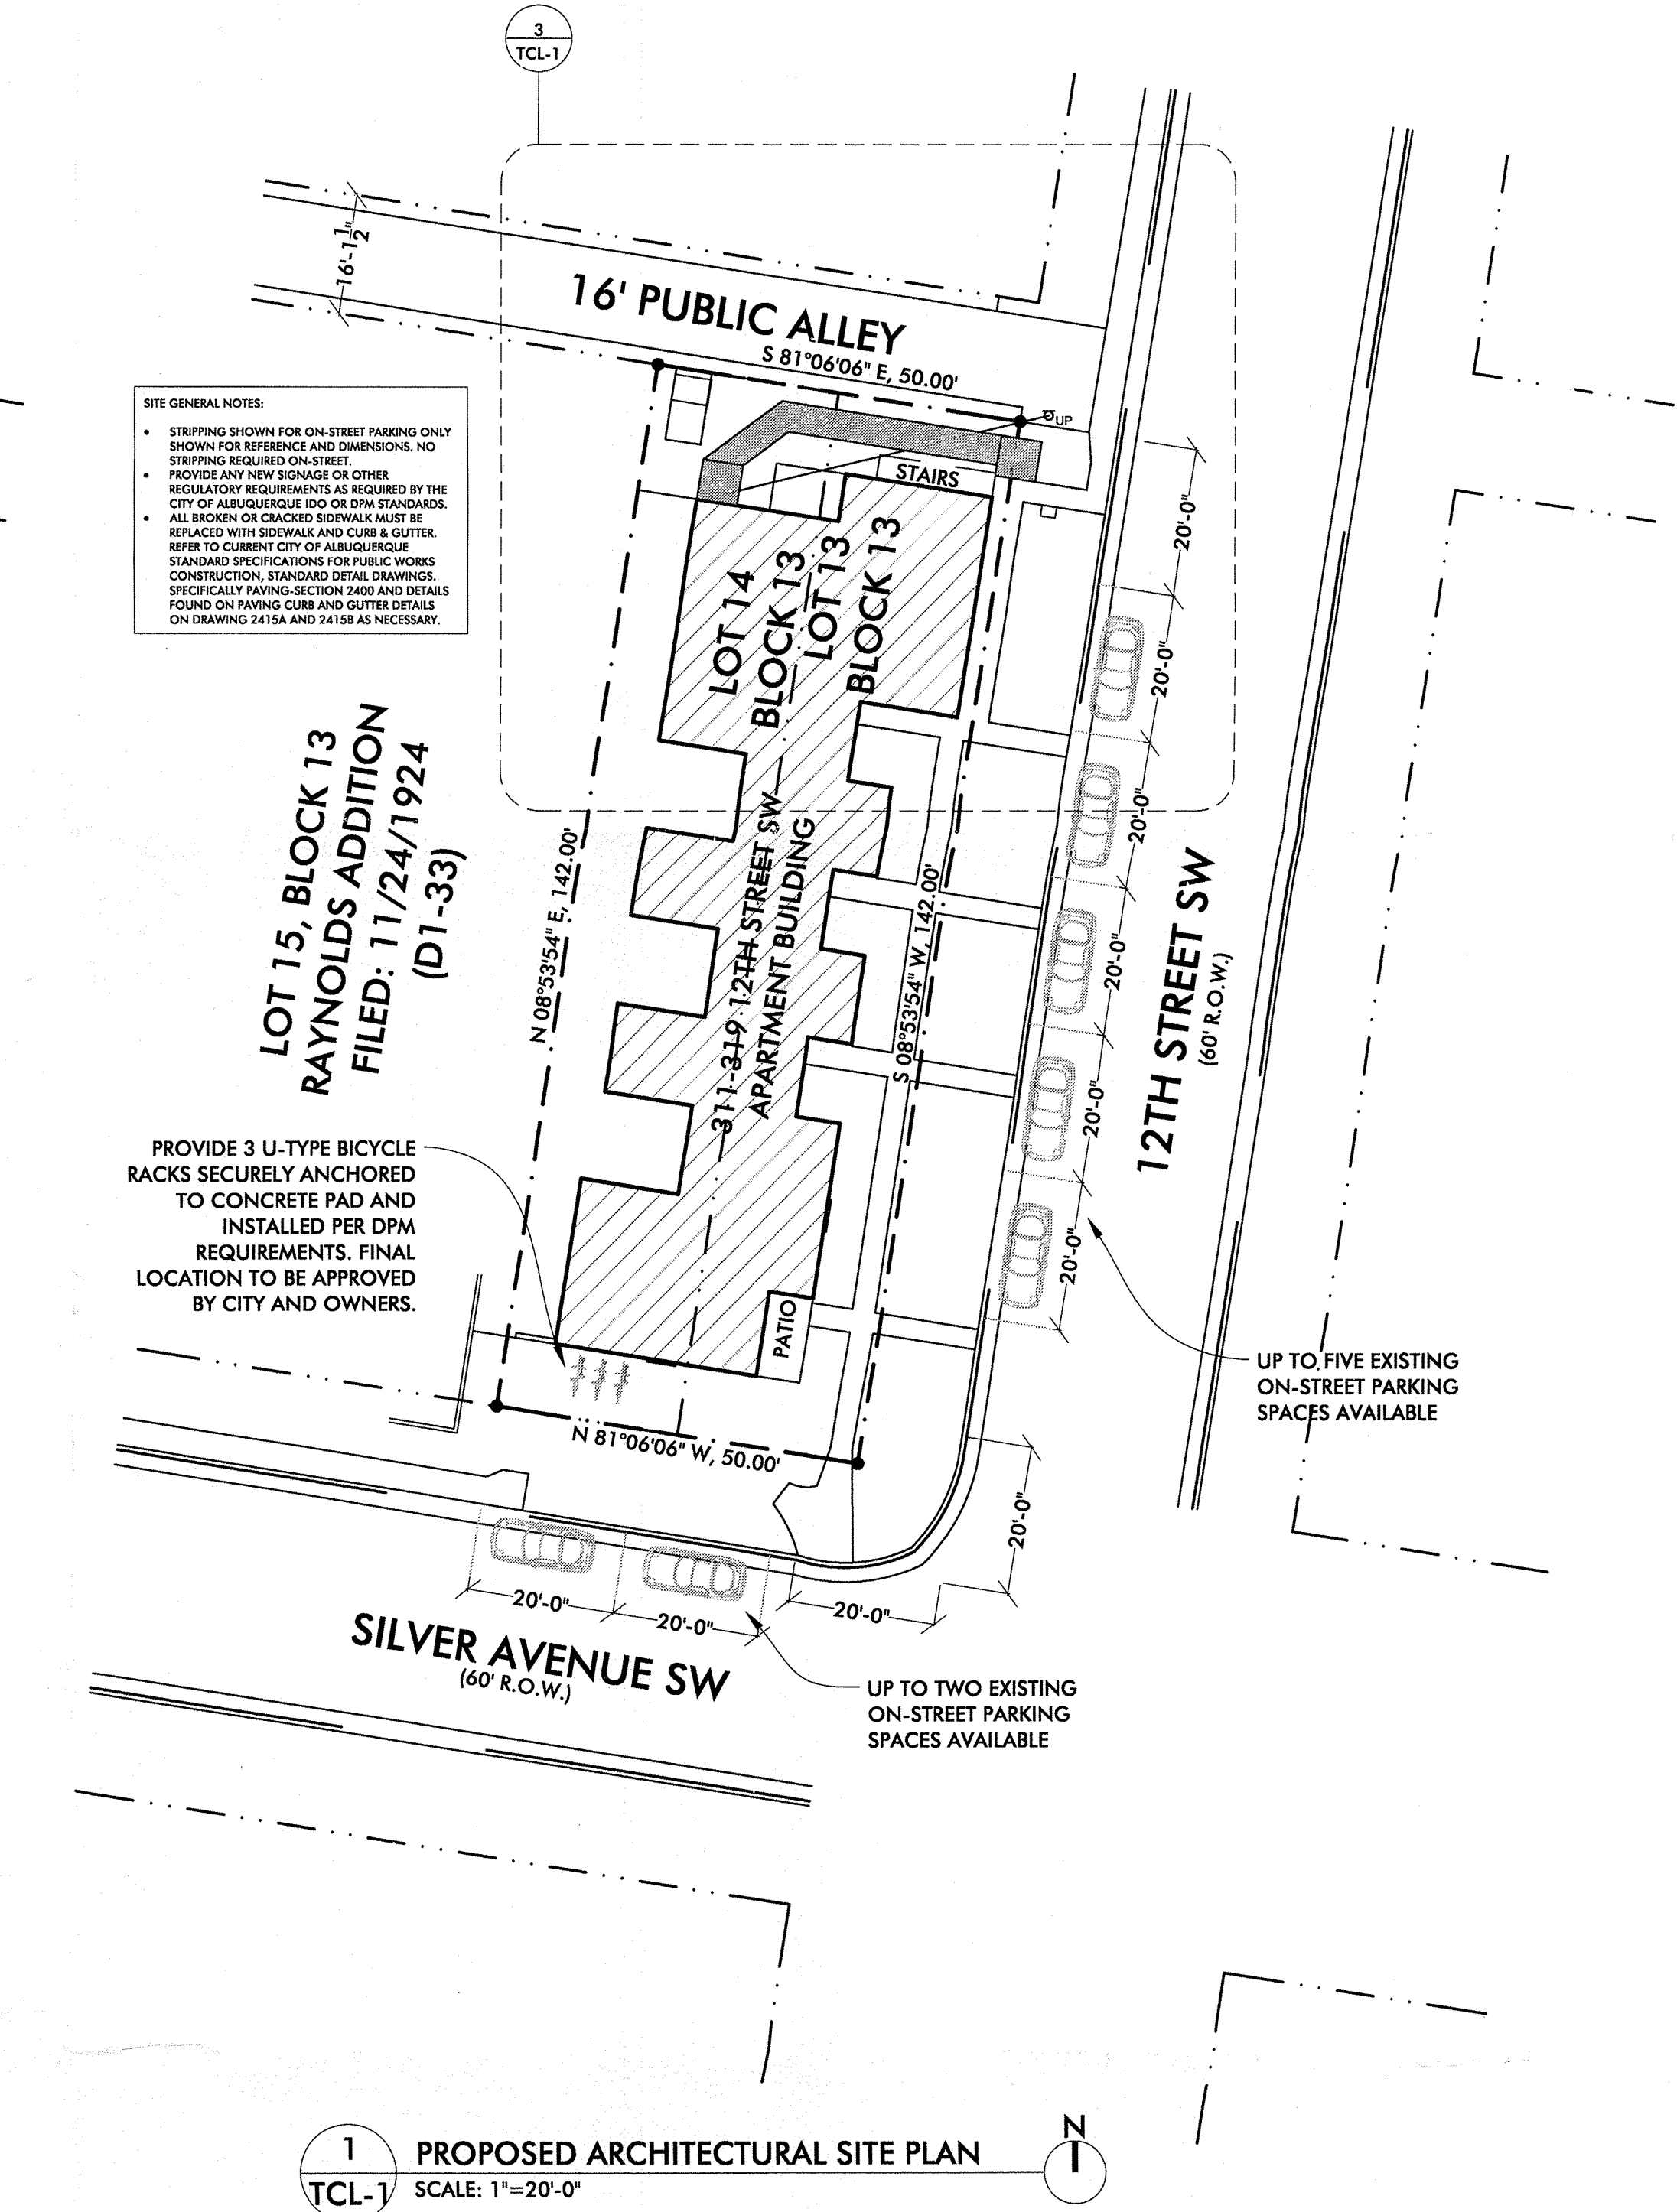 3
TCL-1
16'-1 1/2"
16' PUBLIC ALLEY
S 81°06'06" E, 50.00'
UP
SITE GENERAL NOTES:
• STRIPPING SHOWN FOR ON-STREET PARKING ONLY
SHOWN FOR REFERENCE AND DIMENSIONS. NO
STRIPPING REQUIRED ON-STREET.
• PROVIDE ANY NEW SIGNAGE OR OTHER
REGULATORY REQUIREMENTS AS REQUIRED BY THE
CITY OF ALBUQUERQUE IDO OR DPM STANDARDS.
• ALL BROKEN OR CRACKED SIDEWALK MUST BE
REPLACED WITH SIDEWALK AND CURB & GUTTER.
REFER TO CURRENT CITY OF ALBUQUERQUE
STANDARD SPECIFICATIONS FOR PUBLIC WORKS
CONSTRUCTION, STANDARD DETAIL DRAWINGS.
SPECIFICALLY PAVING-SECTION 2400 AND DETAILS
FOUND ON PAVING CURB AND GUTTER DETAILS
ON DRAWING 2415A AND 2415B AS NECESSARY.
STAIRS
LOT 14
BLOCK 13
LOT 13
BLOCK 13
20'-0"
20'-0"
20'-0"
20'-0"
20'-0"
20'-0"
LOT 15, BLOCK 13
RAYNOLDS ADDITION
FILED: 11/24/1924
(D1-33)
N 08°53'54" E, 142.00'
311-319 12TH STREET SW
APARTMENT BUILDING
S 08°53'54" W, 142.00'
12TH STREET SW
(60' R.O.W.)
PROVIDE 3 U-TYPE BICYCLE
RACKS SECURELY ANCHORED
TO CONCRETE PAD AND
INSTALLED PER DPM
REQUIREMENTS. FINAL
LOCATION TO BE APPROVED
BY CITY AND OWNERS.
PATIO
UP TO FIVE EXISTING
ON-STREET PARKING
SPACES AVAILABLE
N 81°06'06" W, 50.00'
20'-0"
20'-0"
20'-0"
20'-0"
SILVER AVENUE SW
(60' R.O.W.)
UP TO TWO EXISTING
ON-STREET PARKING
SPACES AVAILABLE
1
TCL-1
PROPOSED ARCHITECTURAL SITE PLAN
SCALE: 1"=20'-0"
N